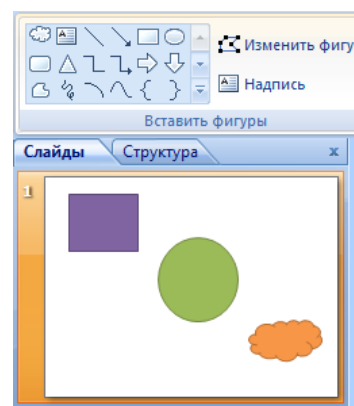 Изменить фигу
Надпись
Вставить фигуры
Слайды Структура x
1